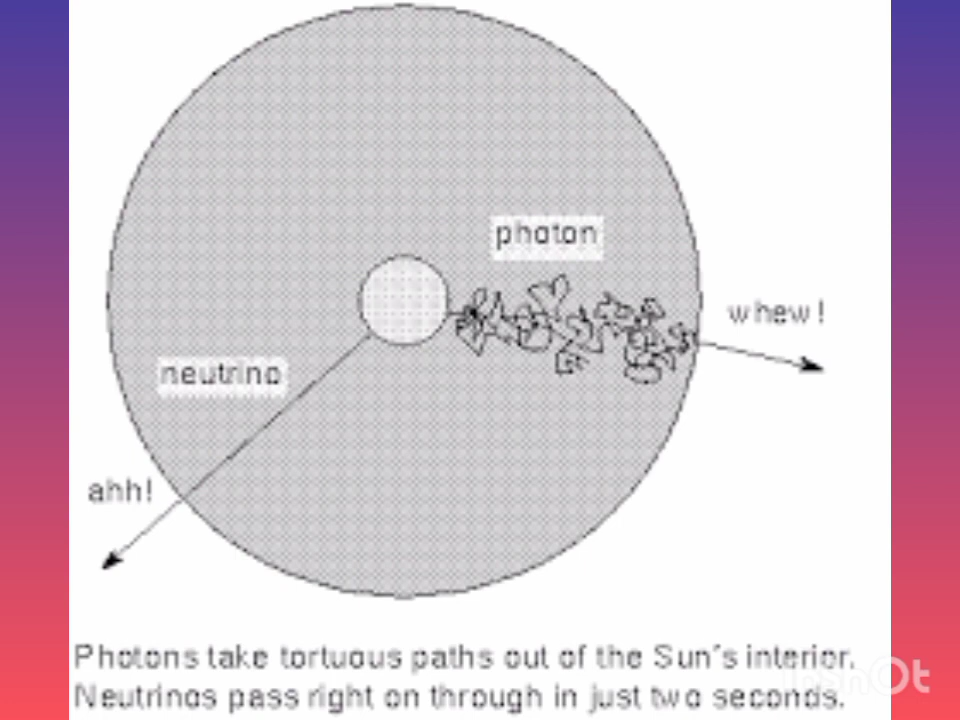 photon
whew!
neutrino
ahh!
Photons take tortuous paths out of the Sun's interior.
Neutrinos pass right on through in just two seconds.
InShOt